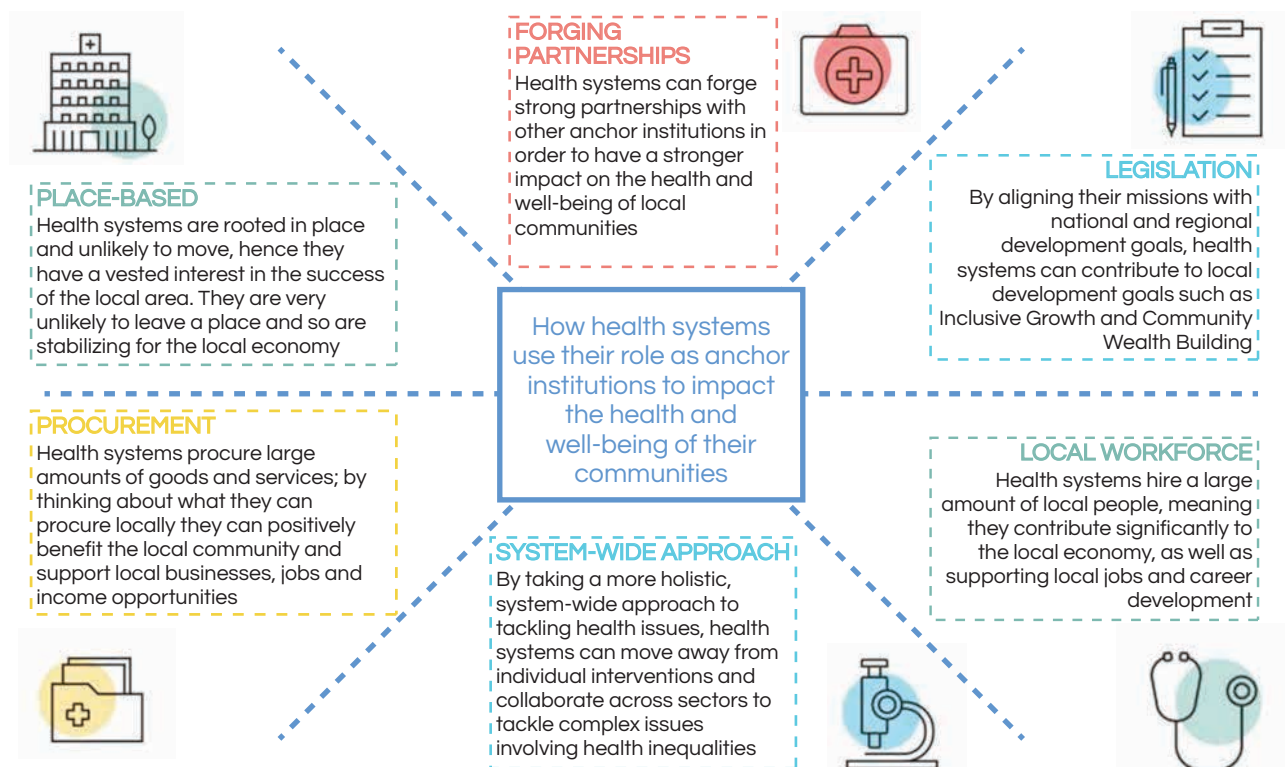 FORGING
PARTNERSHIPS
Health systems can forge
strong partnerships with
other anchor institutions in
order to have a stronger
impact on the health and
well-being of local
communities
PLACE-BASED
Health systems are rooted in place
and unlikely to move, hence they
have a vested interest in the success
of the local area. They are very
unlikely to leave a place and so are
stabilizing for the local economy
LEGISLATION
By aligning their missions with
national and regional
development goals, health
systems can contribute to local
development goals such as
Inclusive Growth and Community
Wealth Building
How health systems
use their role as anchor
institutions to impact
the health and
well-being of their
communities
PROCUREMENT
Health systems procure large
amounts of goods and services; by
thinking about what they can
procure locally they can positively
benefit the local community and
support local businesses, jobs and
income opportunities
LOCAL WORKFORCE
Health systems hire a large
amount of local people, meaning
they contribute significantly to
the local economy, as well as
supporting local jobs and career
development
SYSTEM-WIDE APPROACH
By taking a more holistic,
system-wide approach to
tackling health issues, health
systems can move away from
individual interventions and
collaborate across sectors to
tackle complex issues
involving health inequalities